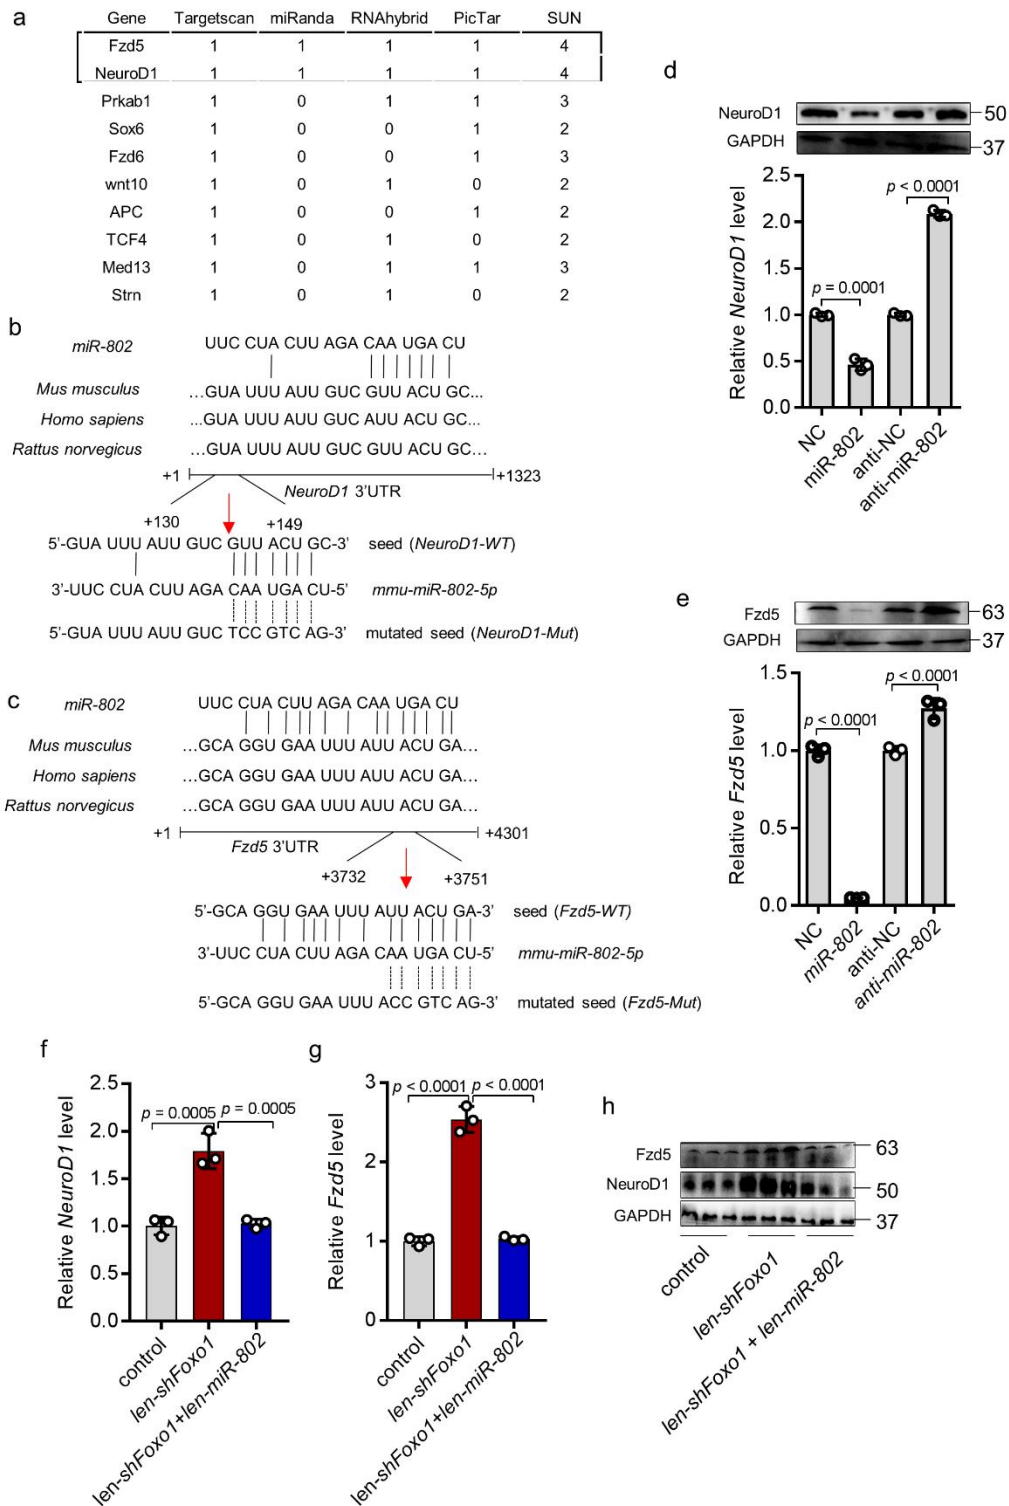 a
Gene Targetscan miRanda RNAhybrid PicTar SUN
Fzd5 1 1 1 1 4
NeuroD1 1 1 1 1 4
Prkab1 1 0 1 1 3
Sox6 1 0 0 1 2
Fzd6 1 0 0 1 3
wnt10 1 0 1 0 2
APC 1 0 0 1 2
TCF4 1 0 1 0 2
Med13 1 0 1 1 3
Strn 1 0 1 0 2
b
miR-802 UUC CUA CUU AGA CAA UGA CU
Mus musculus ...GUA UUU AUU GUC GUU ACU GC...
Homo sapiens ...GUA UUU AUU GUC AUU ACU GC...
Rattus norvegicus ...GUA UUU AUU GUC GUU ACU GC...
+1 +1323
NeuroD1 3'UTR
+130 +149
5'-GUA UUU AUU GUC GUU ACU GC-3' seed (NeuroD1-WT)
3'-UUC CUA CUU AGA CAA UGA CU-5' mmu-miR-802-5p
5'-GUA UUU AUU GUC TCC GTC AG-3' mutated seed (NeuroD1-Mut)
c
miR-802 UUC CUA CUU AGA CAA UGA CU
Mus musculus ...GCA GGU GAA UUU AUU ACU GA...
Homo sapiens ...GCA GGU GAA UUU AUU ACU GA...
Rattus norvegicus ...GCA GGU GAA UUU AUU ACU GA...
+1 +4301
Fzd5 3'UTR
+3732 +3751
5'-GCA GGU GAA UUU AUU ACU GA-3' seed (Fzd5-WT)
3'-UUC CUA CUU AGA CAA UGA CU-5' mmu-miR-802-5p
5'-GCA GGU GAA UUU ACC GTC AG-3' mutated seed (Fzd5-Mut)
d
NeuroD1 50
GAPDH 37
Relative NeuroD1 level
2.5
2.0
1.5
1.0
0.5
0.0
p = 0.0001
p < 0.0001
NC
miR-802
anti-NC
anti-miR-802
e
Fzd5 63
GAPDH 37
Relative Fzd5 level
1.5
1.0
0.5
0.0
p < 0.0001
p < 0.0001
NC
miR-802
anti-NC
anti-miR-802
f
Relative NeuroD1 level
2.5
2.0
1.5
1.0
0.5
0.0
p = 0.0005
p = 0.0005
control
len-shFoxo1
len-shFoxo1+len-miR-802
g
Relative Fzd5 level
3
2
1
0
p < 0.0001
p < 0.0001
control
len-shFoxo1
len-shFoxo1+len-miR-802
h
Fzd5 63
NeuroD1 50
GAPDH 37
control
len-shFoxo1
len-shFoxo1 + len-miR-802